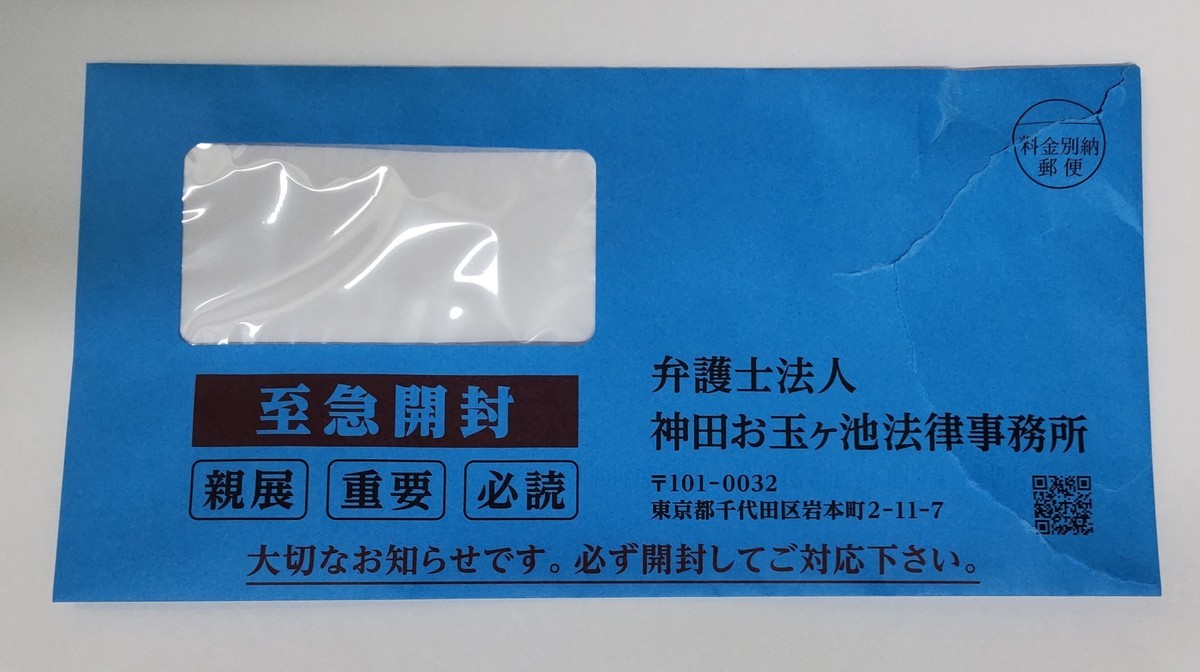 料金別納
郵便
至急開封
親展 重要 必読
弁護士法人
神田お玉ヶ池法律事務所
〒101-0032
東京都千代田区岩本町2-11-7
大切なお知らせです。必ず開封してご対応下さい。